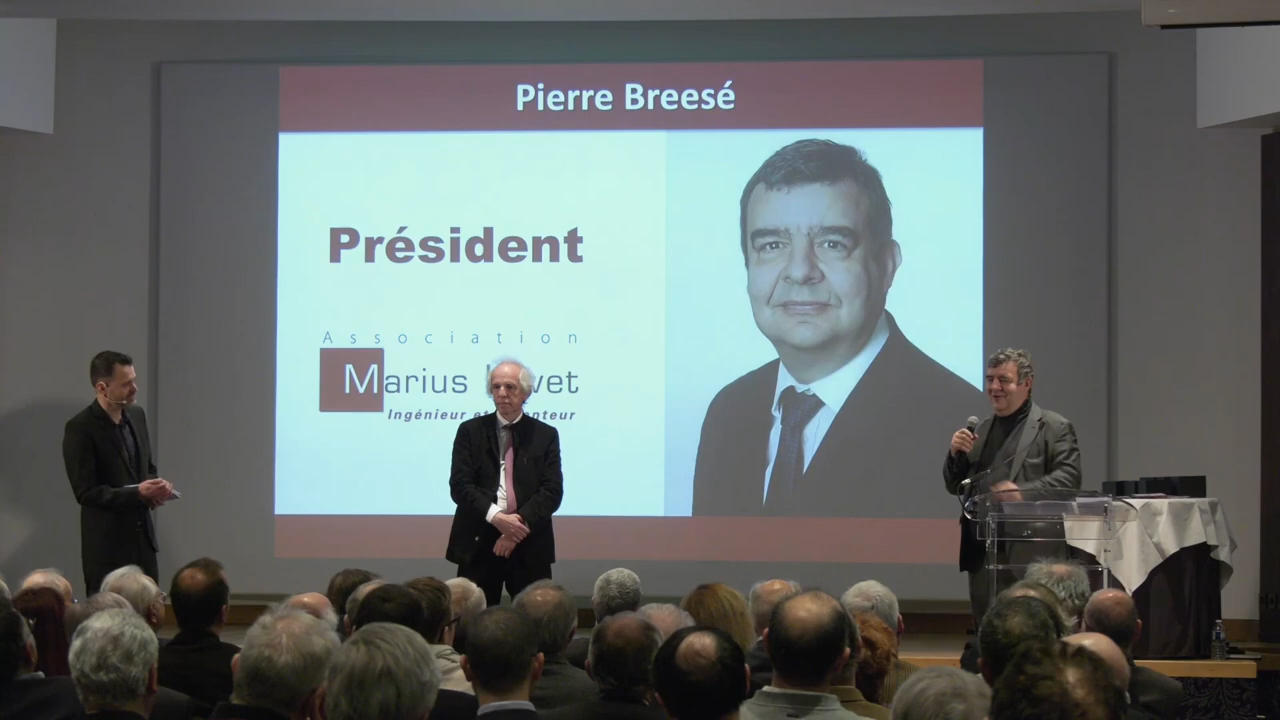 Pierre Breesé
Président
Association
Marius
Ingénieur